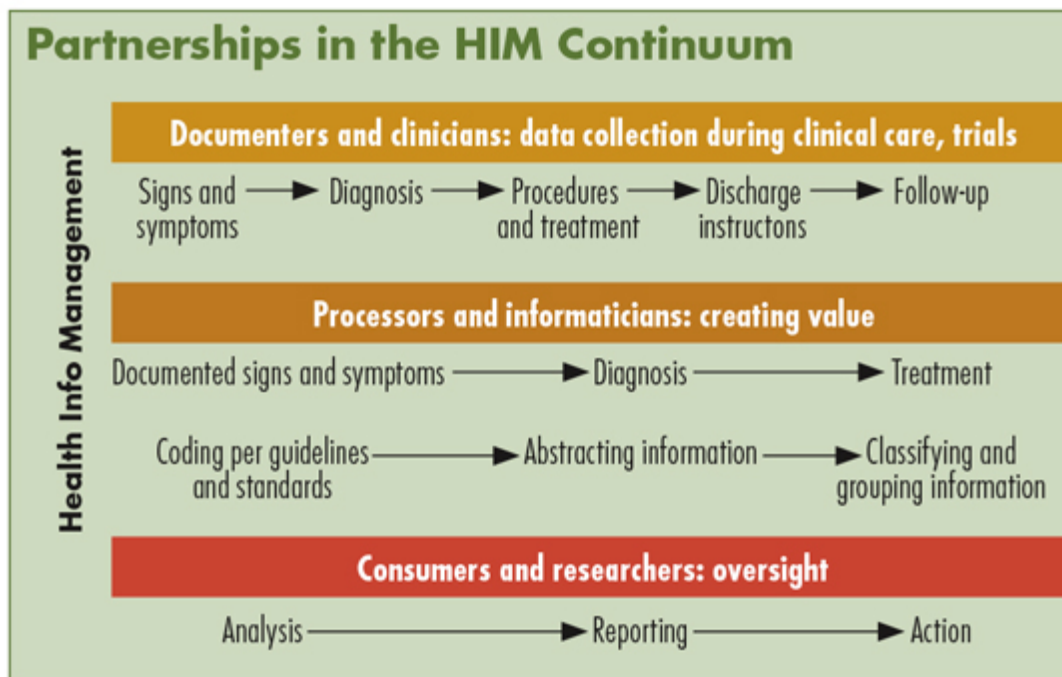 Partnerships in the HIM Continuum
Health Info Management
Documenters and clinicians: data collection during clinical care, trials
Signs and symptoms
Diagnosis
Procedures and treatment
Discharge instructons
Follow-up
Processors and informaticians: creating value
Documented signs and symptoms
Diagnosis
Treatment
Coding per guidelines and standards
Abstracting information
Classifying and grouping information
Consumers and researchers: oversight
Analysis
Reporting
Action